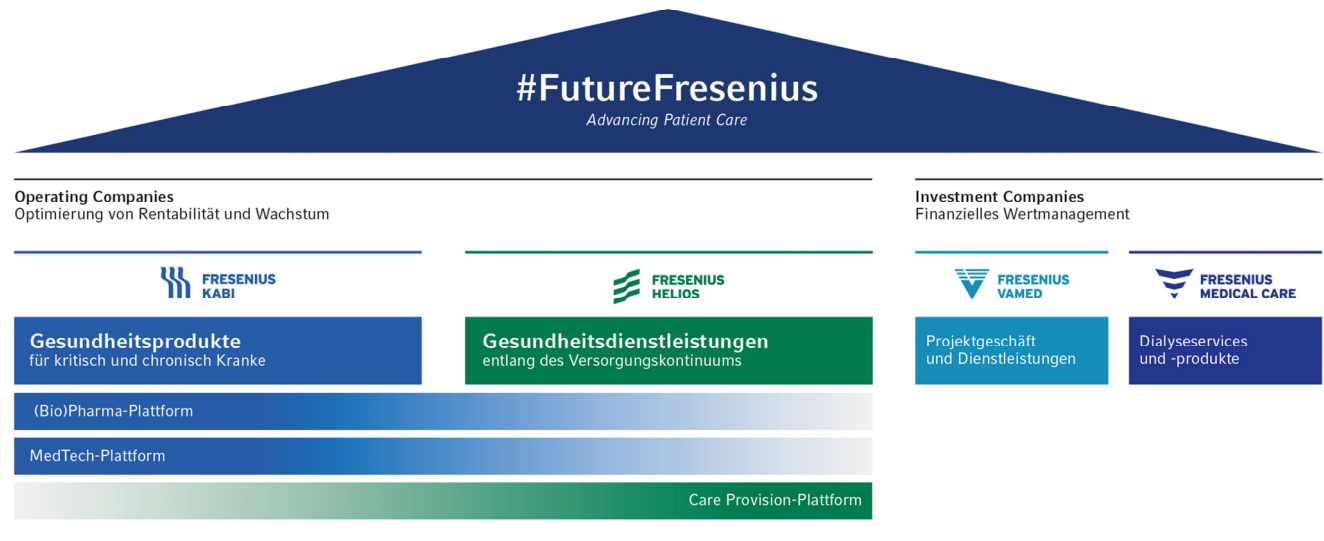 #FutureFresenius
Advancing Patient Care
Operating Companies
Optimierung von Rentabilität und Wachstum
Investment Companies
Finanzielles Wertmanagement
FRESENIUS
KABI
FRESENIUS
HELIOS
FRESENIUS
VAMED
FRESENIUS
MEDICAL CARE
Gesundheitsprodukte
für kritisch und chronisch Kranke
Gesundheitsdienstleistungen
entlang des Versorgungskontinuums
Projektgeschäft
und Dienstleistungen
Dialyseservices
und -produkte
(Bio)Pharma-Plattform
MedTech-Plattform
Care Provision-Plattform